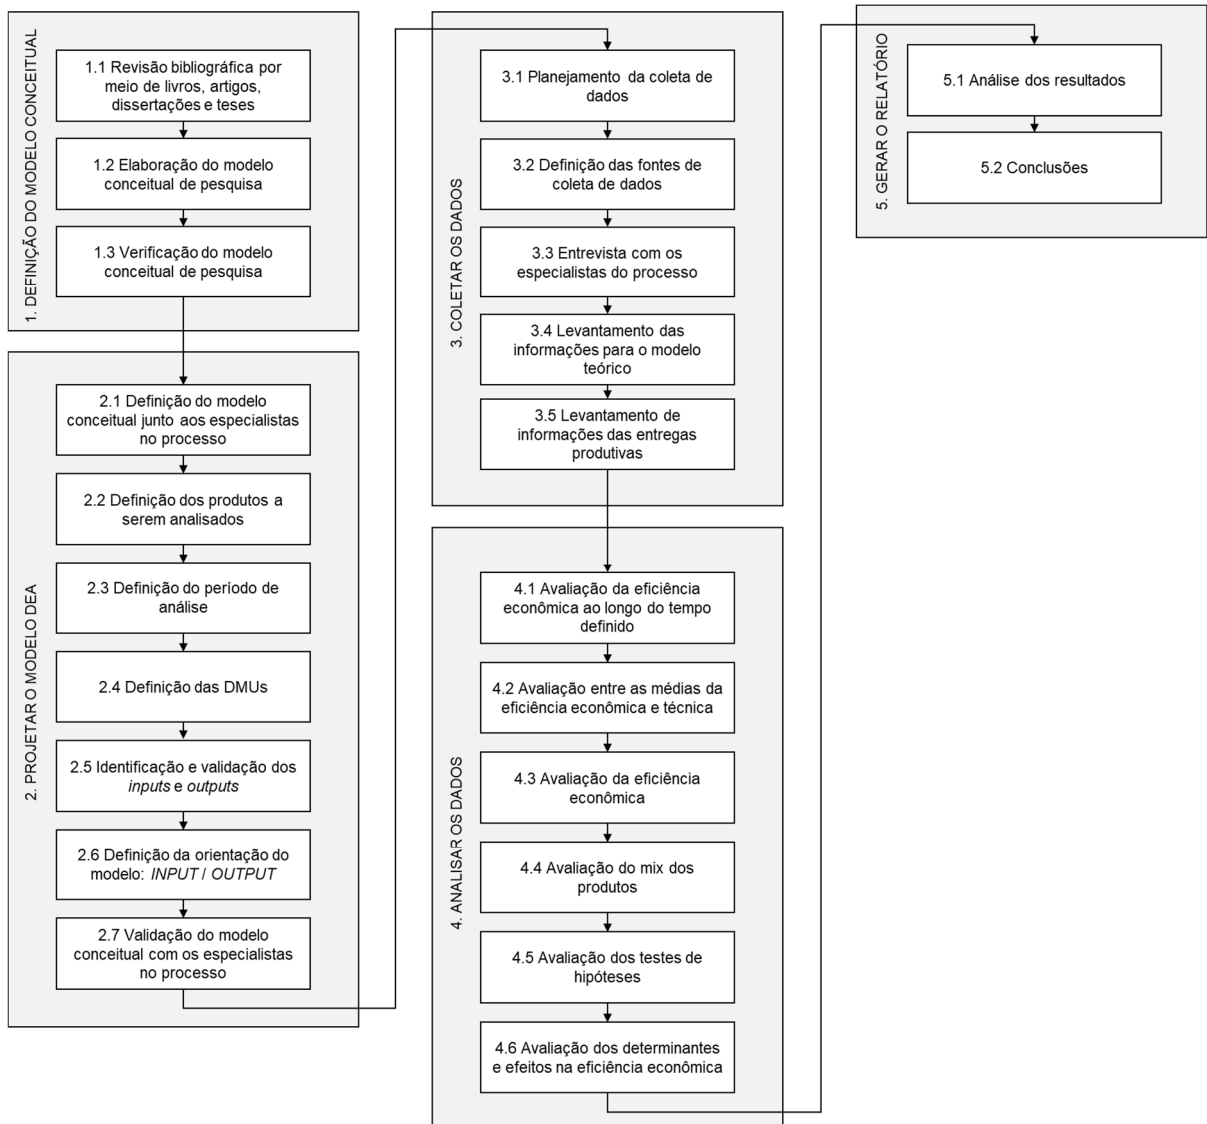 1. DEFINIÇÃO DO MODELO CONCEITUAL
1.1 Revisão bibliográfica por
meio de livros, artigos,
dissertações e teses
1.2 Elaboração do modelo
conceitual de pesquisa
1.3 Verificação do modelo
conceitual de pesquisa
2. PROJETAR O MODELO DEA
2.1 Definição do modelo
conceitual junto aos especialistas
no processo
2.2 Definição dos produtos a
serem analisados
2.3 Definição do período de
análise
2.4 Definição das DMUs
2.5 Identificação e validação dos
inputs e outputs
2.6 Definição da orientação do
modelo: INPUT / OUTPUT
2.7 Validação do modelo
conceitual com os especialistas
no processo
3. COLETAR OS DADOS
3.1 Planejamento da coleta de
dados
3.2 Definição das fontes de
coleta de dados
3.3 Entrevista com os
especialistas do processo
3.4 Levantamento das
informações para o modelo
teórico
3.5 Levantamento de
informações das entregas
produtivas
4. ANALISAR OS DADOS
4.1 Avaliação da eficiência
econômica ao longo do tempo
definido
4.2 Avaliação entre as médias da
eficiência econômica e técnica
4.3 Avaliação da eficiência
econômica
4.4 Avaliação do mix dos
produtos
4.5 Avaliação dos testes de
hipóteses
4.6 Avaliação dos determinantes
e efeitos na eficiência econômica
5. GERAR O RELATÓRIO
5.1 Análise dos resultados
5.2 Conclusões